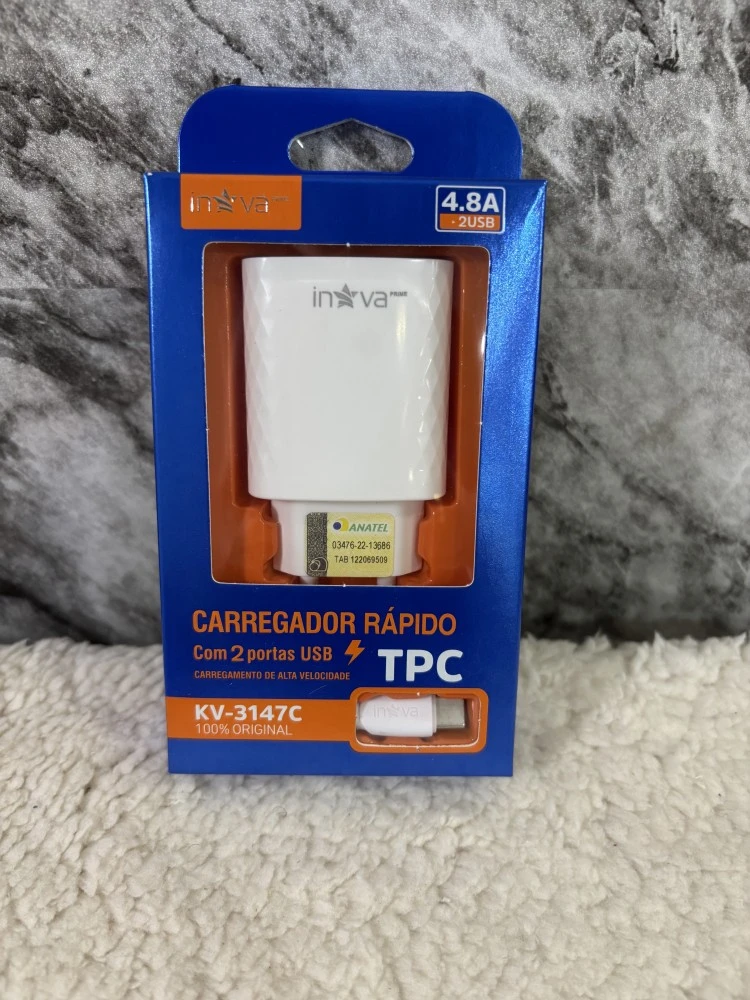 inova
4.8A
2USB
inova PRIME
ANATEL
03476-22-13686
TAB 122069509
CARREGADOR RÁPIDO
Com 2 portas USB
TPC
CARREGAMENTO DE ALTA VELOCIDADE
KV-3147C
100% ORIGINAL
inova